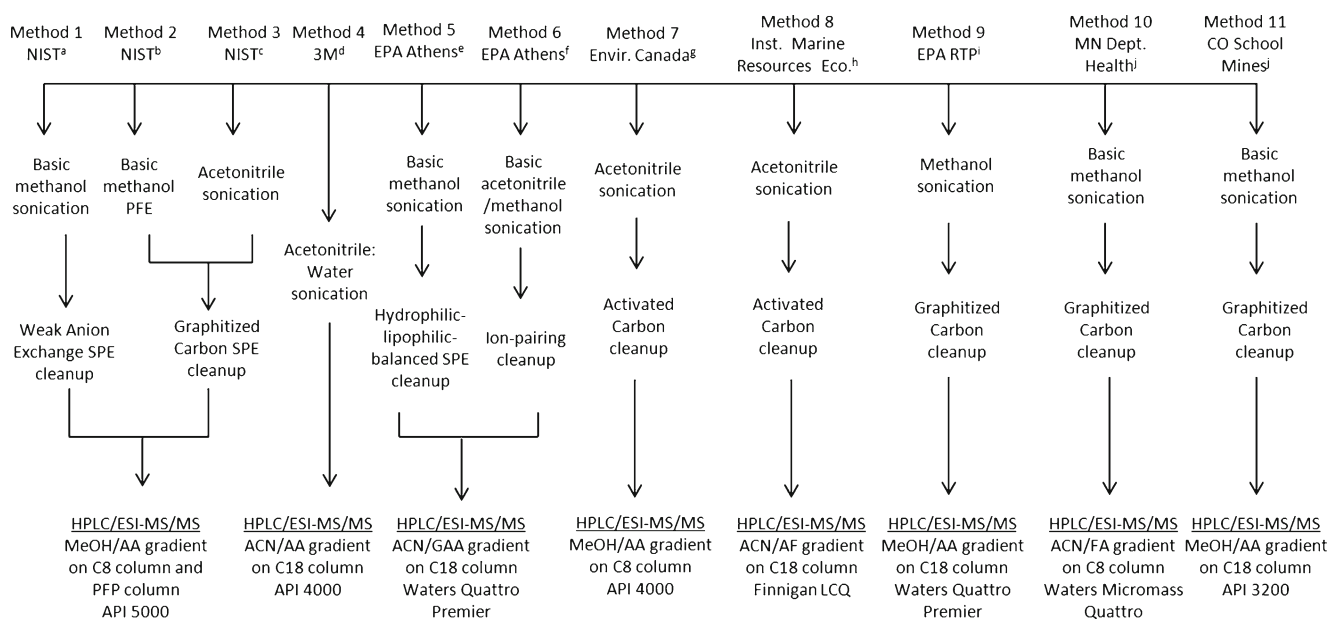 Method 1
NISTᵃ
Method 2
NISTᵇ
Method 3
NISTᶜ
Method 4
3Mᵈ
Method 5
EPA Athensᵉ
Method 6
EPA Athensᶠ
Method 7
Envir. Canadaᵍ
Method 8
Inst. Marine
Resources Eco.ʰ
Method 9
EPA RTPⁱ
Method 10
MN Dept.
Healthʲ
Method 11
CO School
Minesʲ
Basic
methanol
sonication
Basic
methanol
PFE
Acetonitrile
sonication
Acetonitrile:
Water
sonication
Basic
methanol
sonication
Basic
acetonitrile
/methanol
sonication
Acetonitrile
sonication
Acetonitrile
sonication
Methanol
sonication
Basic
methanol
sonication
Basic
methanol
sonication
Weak Anion
Exchange SPE
cleanup
Graphitized
Carbon SPE
cleanup
Hydrophilic-
lipophilic-
balanced SPE
cleanup
Ion-pairing
cleanup
Activated
Carbon
cleanup
Activated
Carbon
cleanup
Graphitized
Carbon
cleanup
Graphitized
Carbon
cleanup
Graphitized
Carbon
cleanup
HPLC/ESI-MS/MS
MeOH/AA gradient
on C8 column and
PFP column
API 5000
HPLC/ESI-MS/MS
ACN/AA gradient
on C18 column
API 4000
HPLC/ESI-MS/MS
ACN/GAA gradient
on C18 column
Waters Quattro
Premier
HPLC/ESI-MS/MS
MeOH/AA gradient
on C8 column
API 4000
HPLC/ESI-MS/MS
ACN/AF gradient
on C18 column
Finnigan LCQ
HPLC/ESI-MS/MS
MeOH/AA gradient
on C18 column
Waters Quattro
Premier
HPLC/ESI-MS/MS
ACN/FA gradient
on C8 column
Waters Micromass
Quattro
HPLC/ESI-MS/MS
MeOH/AA gradient
on C18 column
API 3200